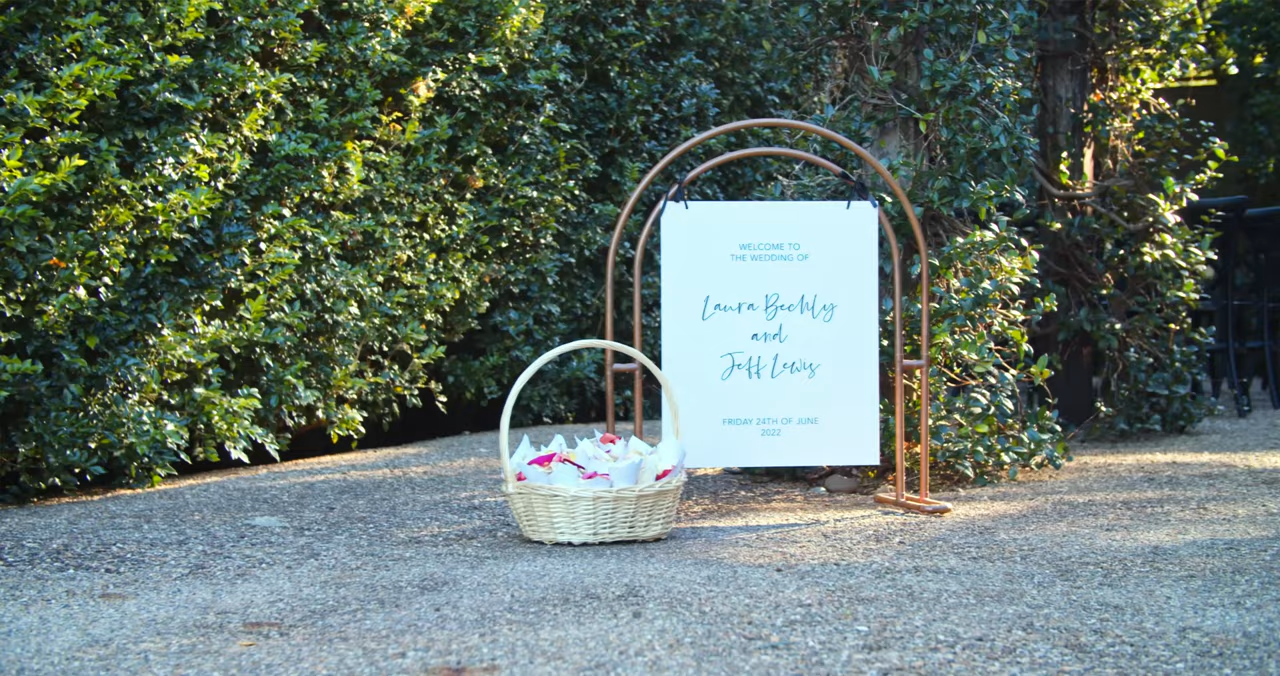 WELCOME TO
THE WEDDING OF
Laura Bechly
and
Jeff Lewis
FRIDAY 24TH OF JUNE
2022